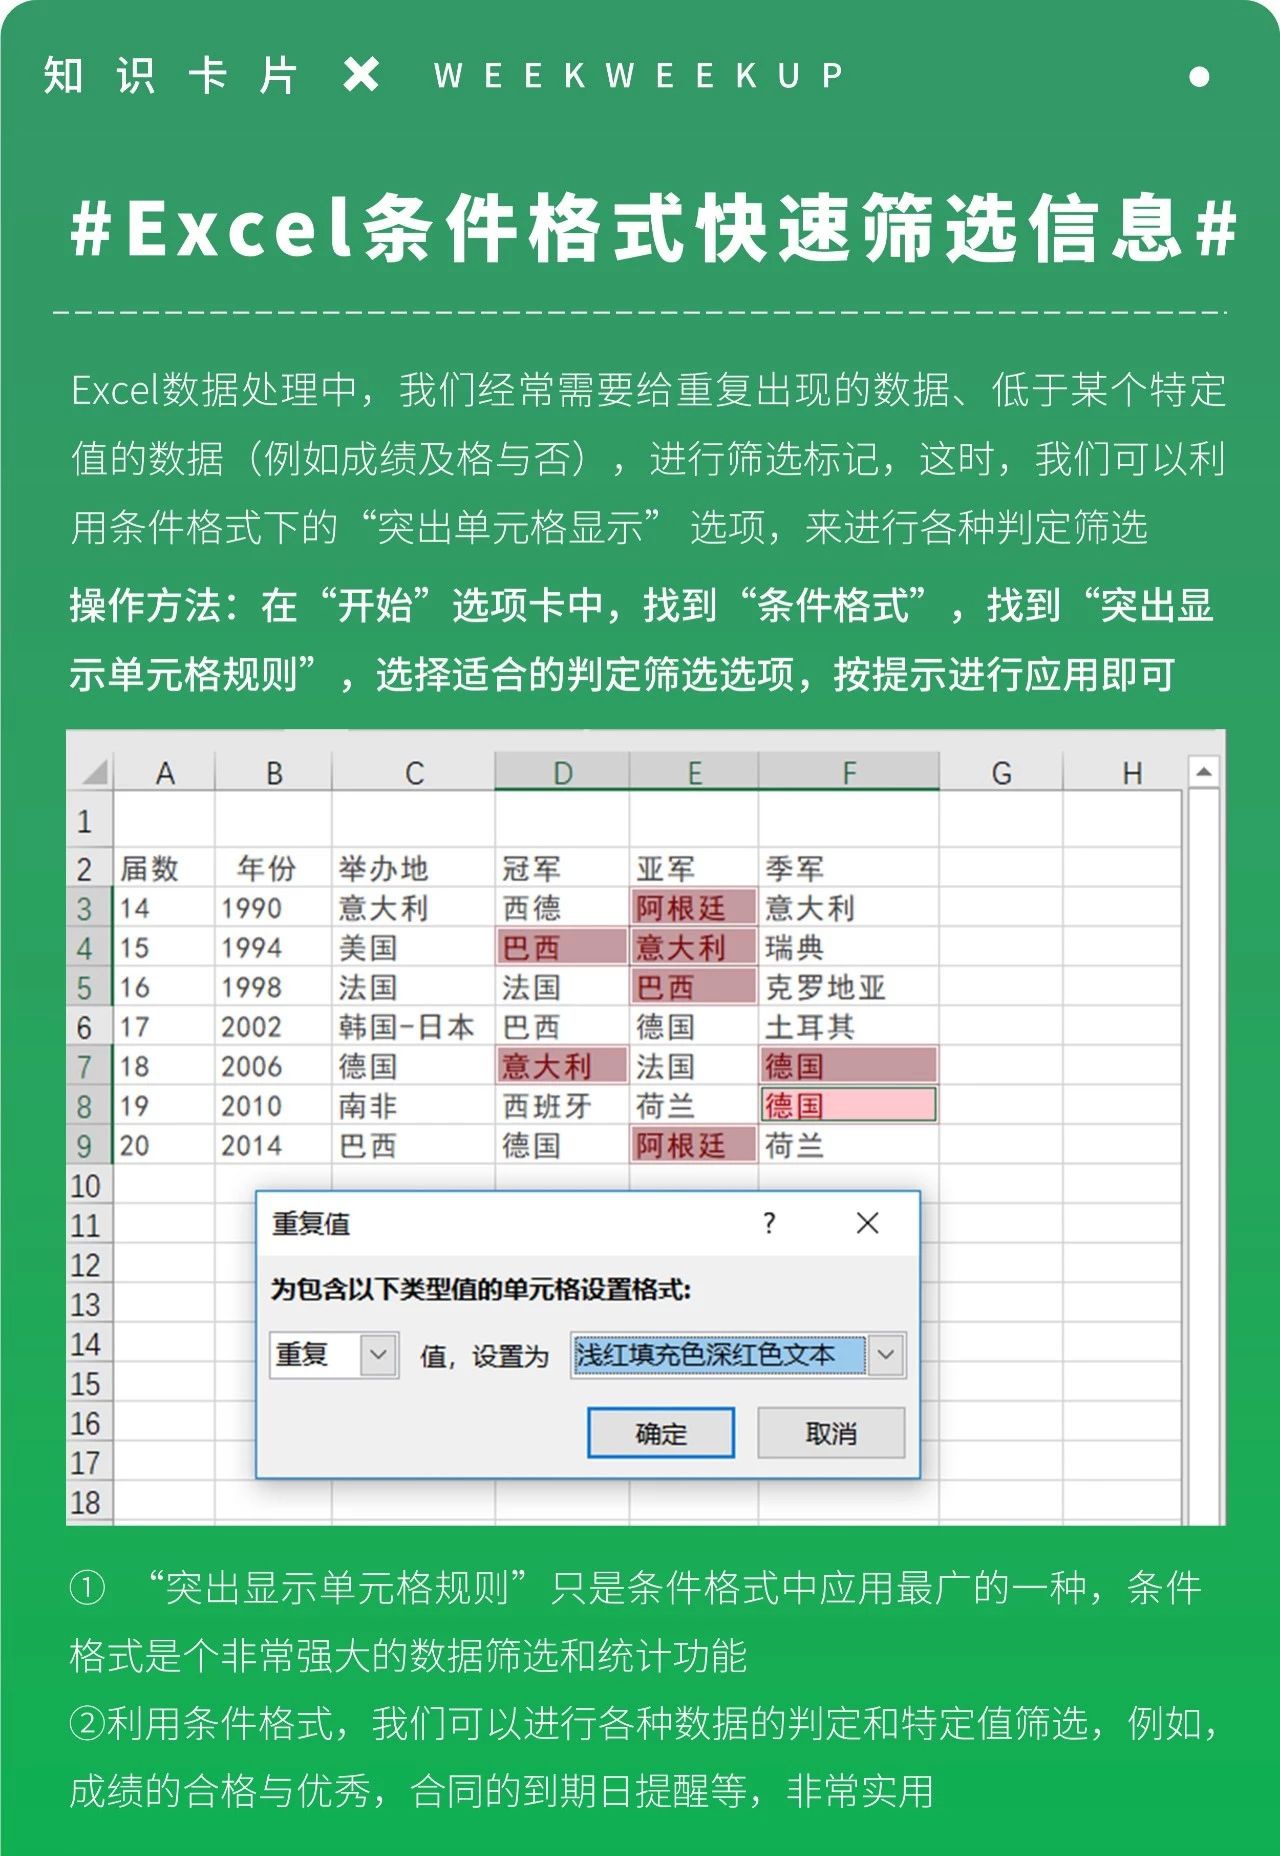 知识卡片 ✖ WEEKWEEKUP
#Excel条件格式快速筛选信息#
Excel数据处理中，我们经常需要给重复出现的数据、低于某个特定
值的数据（例如成绩及格与否），进行筛选标记，这时，我们可以利
用条件格式下的“突出单元格显示” 选项，来进行各种判定筛选
操作方法：在“开始”选项卡中，找到“条件格式”，找到“突出显
示单元格规则”，选择适合的判定筛选选项，按提示进行应用即可
A B C D E F G H
1
2 届数 年份 举办地 冠军 亚军 季军
3 14 1990 意大利 西德 阿根廷 意大利
4 15 1994 美国 巴西 意大利 瑞典
5 16 1998 法国 法国 巴西 克罗地亚
6 17 2002 韩国-日本 巴西 德国 土耳其
7 18 2006 德国 意大利 法国 德国
8 19 2010 南非 西班牙 荷兰 德国
9 20 2014 巴西 德国 阿根廷 荷兰
10
11
12
13
14
15
16
17
18
重复值 ?
为包含以下类型值的单元格设置格式:
重复 值，设置为 浅红填充色深红色文本
确定 取消
① “突出显示单元格规则”只是条件格式中应用最广的一种，条件
格式是个非常强大的数据筛选和统计功能
②利用条件格式，我们可以进行各种数据的判定和特定值筛选，例如，
成绩的合格与优秀，合同的到期日提醒等，非常实用